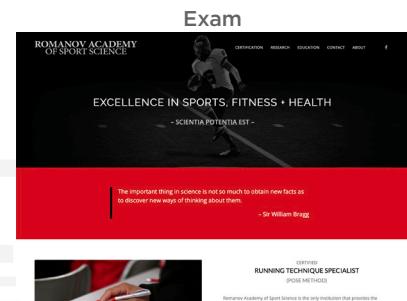 Exam
ROMANOV ACADEMY
OF SPORT SCIENCE
CERTIFICATION RESEARCH EDUCATION CONTACT ABOUT f
EXCELLENCE IN SPORTS, FITNESS + HEALTH
– SCIENTIA POTENTIA EST –
The important thing in science is not so much to obtain new facts as
to discover new ways of thinking about them.
– Sir William Bragg
CERTIFIED
RUNNING TECHNIQUE SPECIALIST
(POSE METHOD)
Romanov Academy of Sport Science is the only institution that provides the